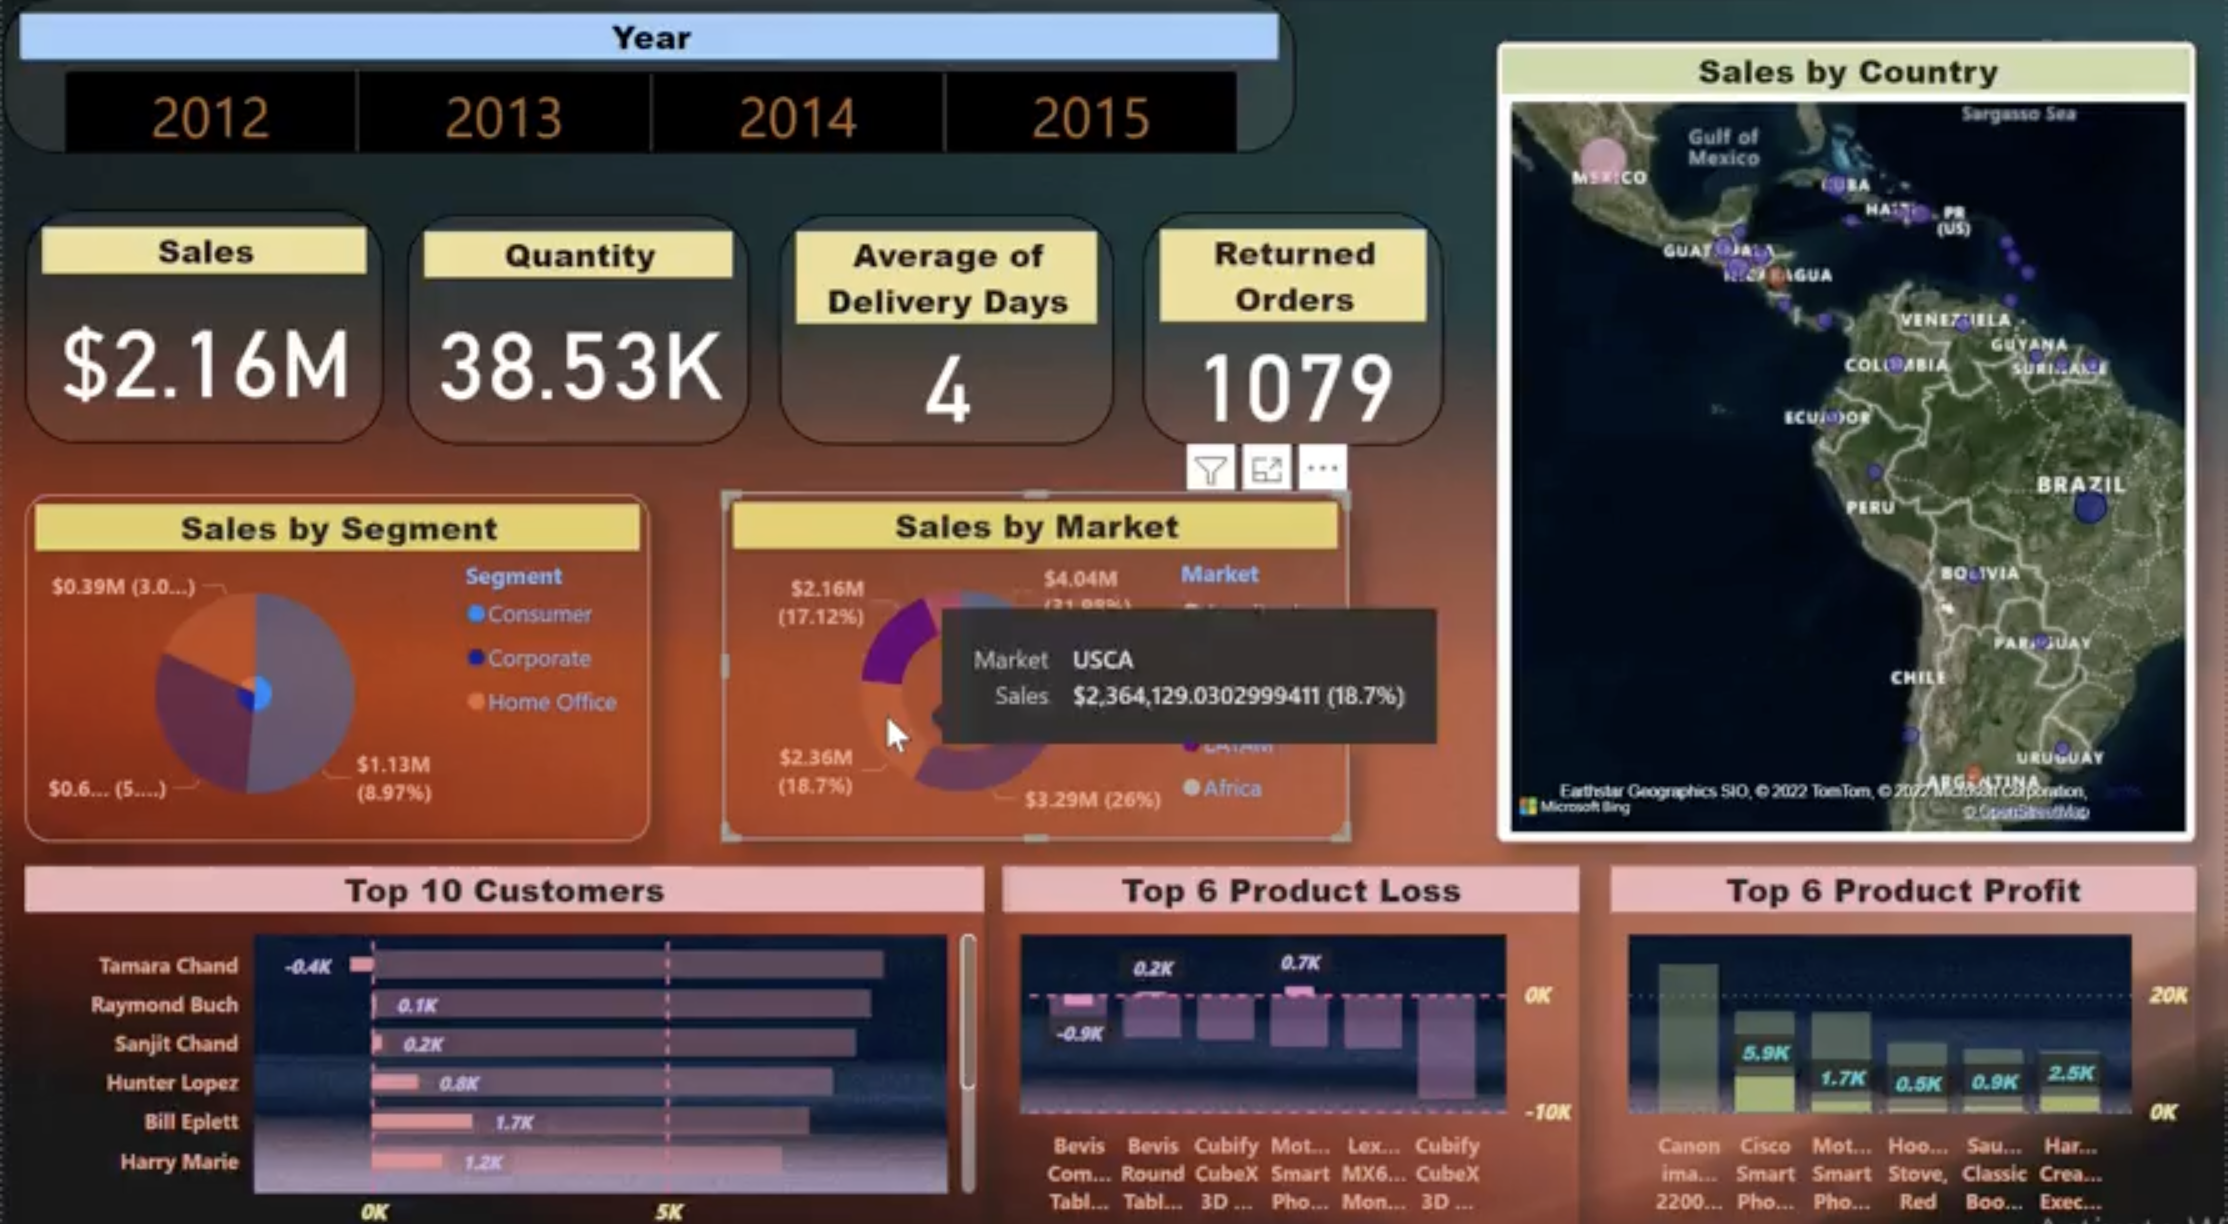 Year
2012
2013
2014
2015
Sales
$2.16M
Quantity
38.53K
Average of
Delivery Days
4
Returned
Orders
1079
Sales by Country
Sargasso Sea
Gulf of
Mexico
MEXICO
CUBA
PR
(US)
VENEZUELA
GUYANA
COLOMBIA
ECUADOR
BRAZIL
PERU
BOLIVIA
PARAGUAY
CHILE
URUGUAY
ARGENTINA
Earthstar Geographics SIO, © 2022 TomTom, © 2022 Microsoft Corporation,
Microsoft Bing
© OpenStreetMap
Sales by Segment
$0.39M (3.0...)
$0.6... (5....)
$1.13M
(8.97%)
Segment
Consumer
Corporate
Home Office
Sales by Market
$2.16M
(17.12%)
$4.04M
(31.98%)
Market
Market USCA
Sales $2,364,129.0302999411 (18.7%)
LATAM
Africa
$2.36M
(18.7%)
$3.29M (26%)
Top 10 Customers
Tamara Chand -0.4K
Raymond Buch 0.1K
Sanjit Chand 0.2K
Hunter Lopez 0.8K
Bill Eplett 1.7K
Harry Marie 1.2K
0K 5K
Top 6 Product Loss
0.2K 0.7K
0K
-0.9K
-10K
Bevis Bevis Cubify Mot... Lex... Cubify
Com... Round CubeX Smart MX6... CubeX
Tabl... Tabl... 3D ... Pho... Mon... 3D ...
Top 6 Product Profit
20K
5.9K 1.7K 0.5K 0.9K 2.5K
0K
Canon Cisco Mot... Hoo... Sau... Har...
ima... Smart Smart Stove, Classic Crea...
2200... Pho... Pho... Red Boo... Exec...